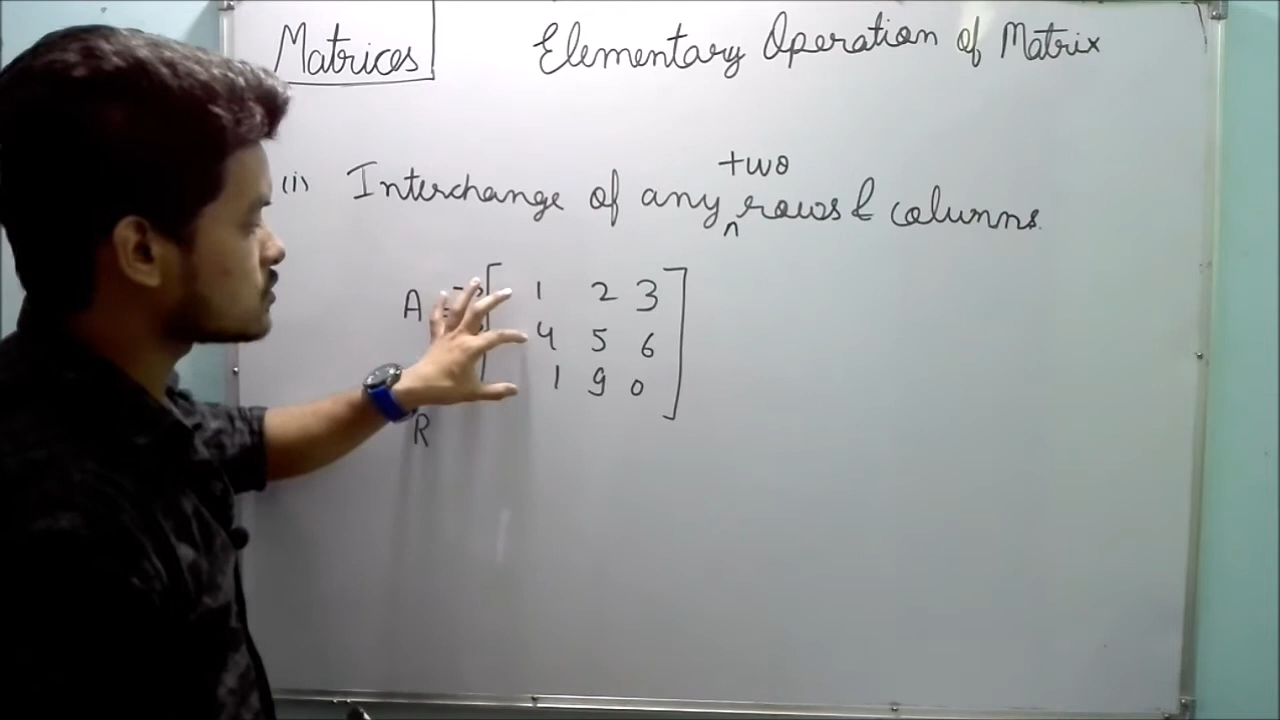 Matrices
Elementary Operation of Matrix
(i) Interchange of any two rows & columns.
A = [ 1 2 3
4 5 6
1 9 0 ]
R